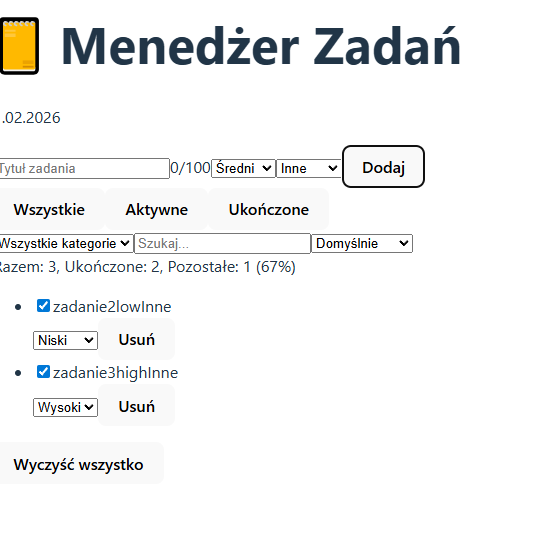 Menedżer Zadań
.02.2026
Tytuł zadania 0/100 Średni Inne Dodaj
Wszystkie Aktywne Ukończone
Wszystkie kategorie Szukaj... Domyślnie
Razem: 3, Ukończone: 2, Pozostałe: 1 (67%)
zadanie2lowInne
Niski Usuń
zadanie3highInne
Wysoki Usuń
Wyczyść wszystko